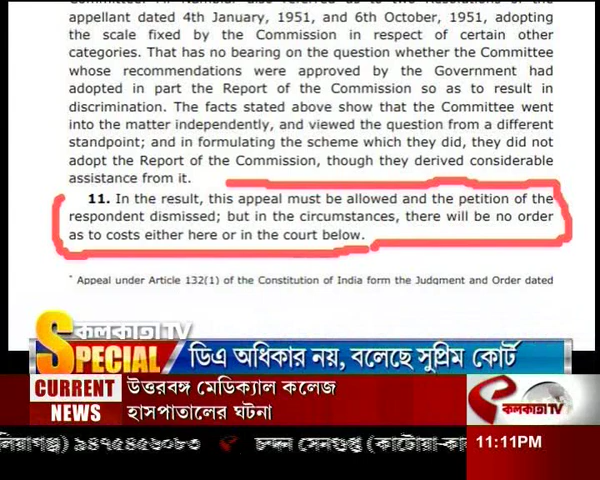 appellant dated 4th January, 1951, and 6th October, 1951, adopting
the scale fixed by the Commission in respect of certain other
categories. That has no bearing on the question whether the Committee
whose recommendations were approved by the Government had
adopted in part the Report of the Commission so as to result in
discrimination. The facts stated above show that the Committee went
into the matter independently, and viewed the question from a different
standpoint; and in formulating the scheme which they did, they did not
adopt the Report of the Commission, though they derived considerable
assistance from it.
11. In the result, this appeal must be allowed and the petition of the
respondent dismissed; but in the circumstances, there will be no order
as to costs either here or in the court below.
* Appeal under Article 132(1) of the Constitution of India form the Judgment and Order dated
কলকাতা TV
SPECIAL
ডিএ অধিকার নয়, বলেছে সুপ্রিম কোর্ট
CURRENT
NEWS
উত্তরবঙ্গ মেডিক্যাল কলেজ
হাসপাতালের ঘটনা
কলকাতা TV
লিয়াগঞ্জ) ৯৪৭৫৪৫৬০৮৩ চন্দন সেনগুপ্ত (কাটোয়া-কা
11:11PM